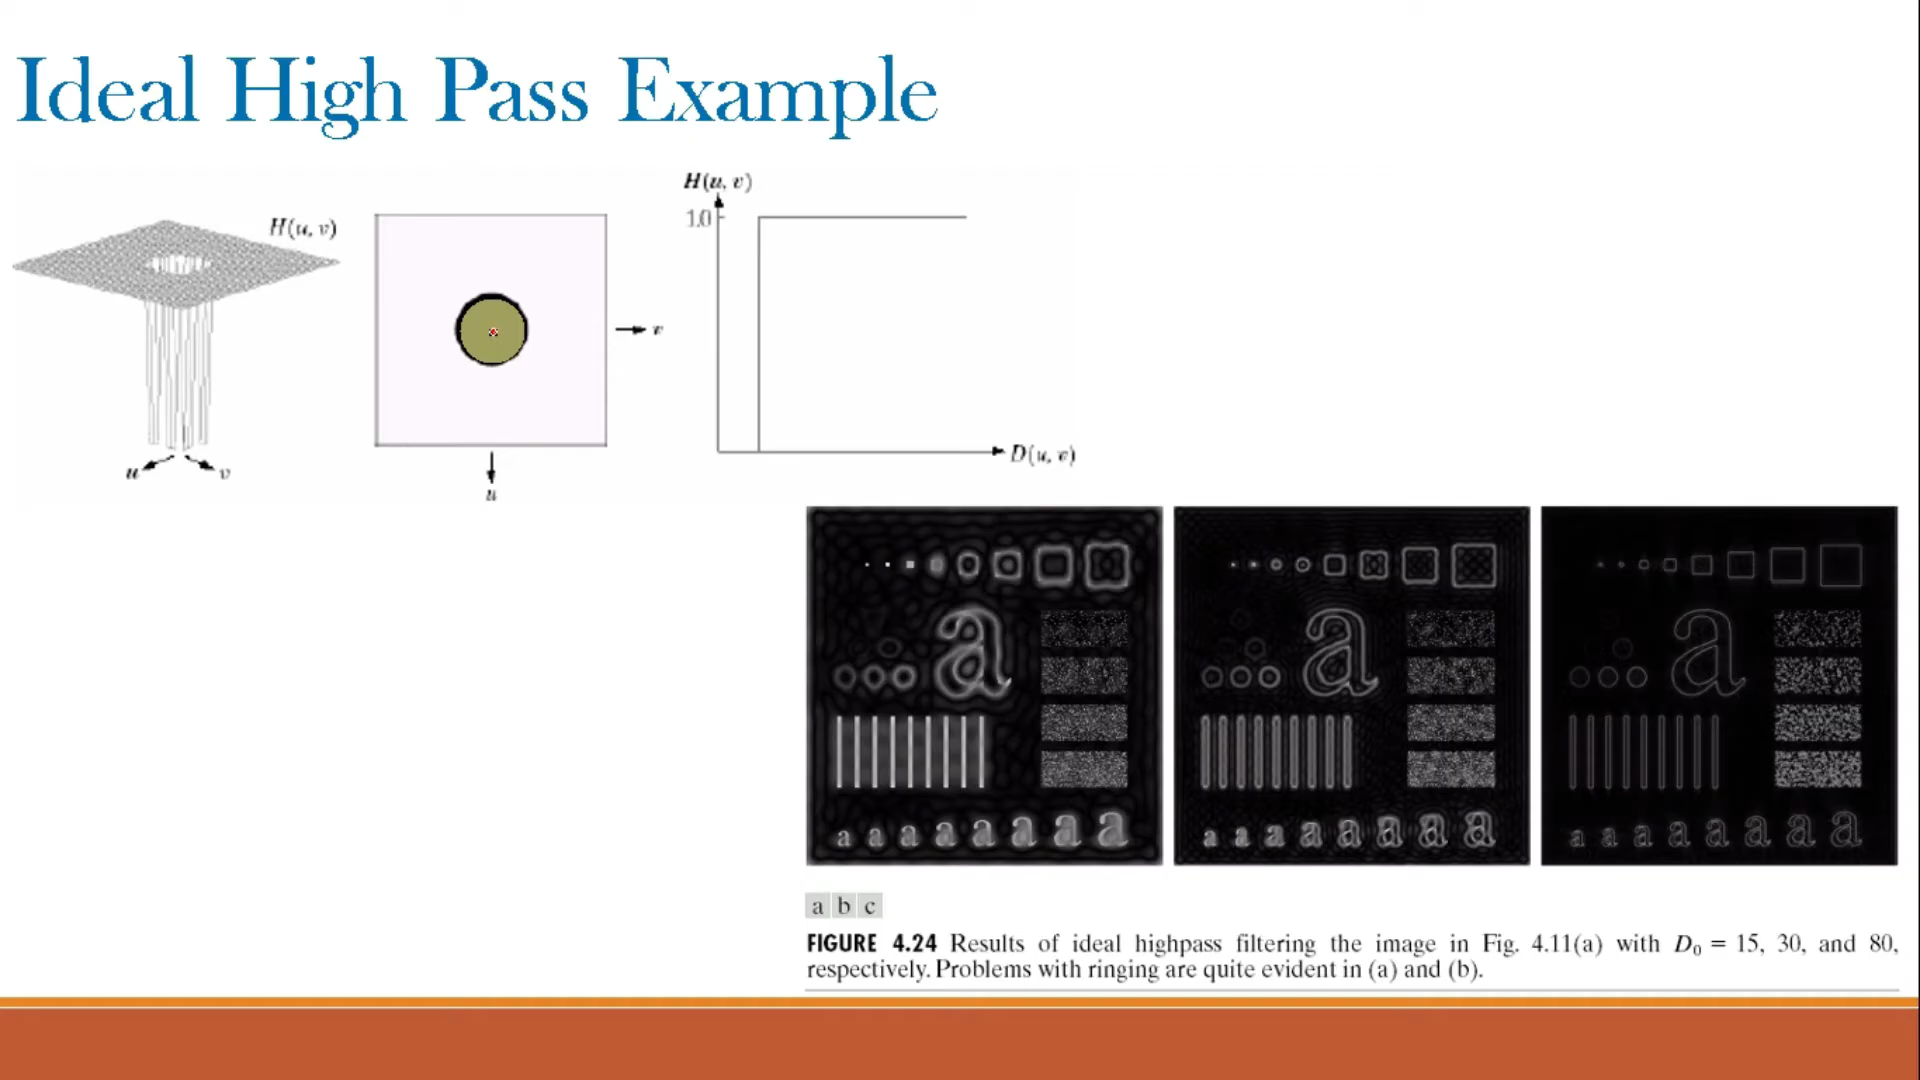 Ideal High Pass Example
H(u, v)
u
v
v
u
H(u, v)
1.0
D(u, v)
a
a a a a a a a a
a
a a a a a a a a
a
a a a a a a a a
a b c
FIGURE 4.24 Results of ideal highpass filtering the image in Fig. 4.11(a) with D₀ = 15, 30, and 80,
respectively. Problems with ringing are quite evident in (a) and (b).